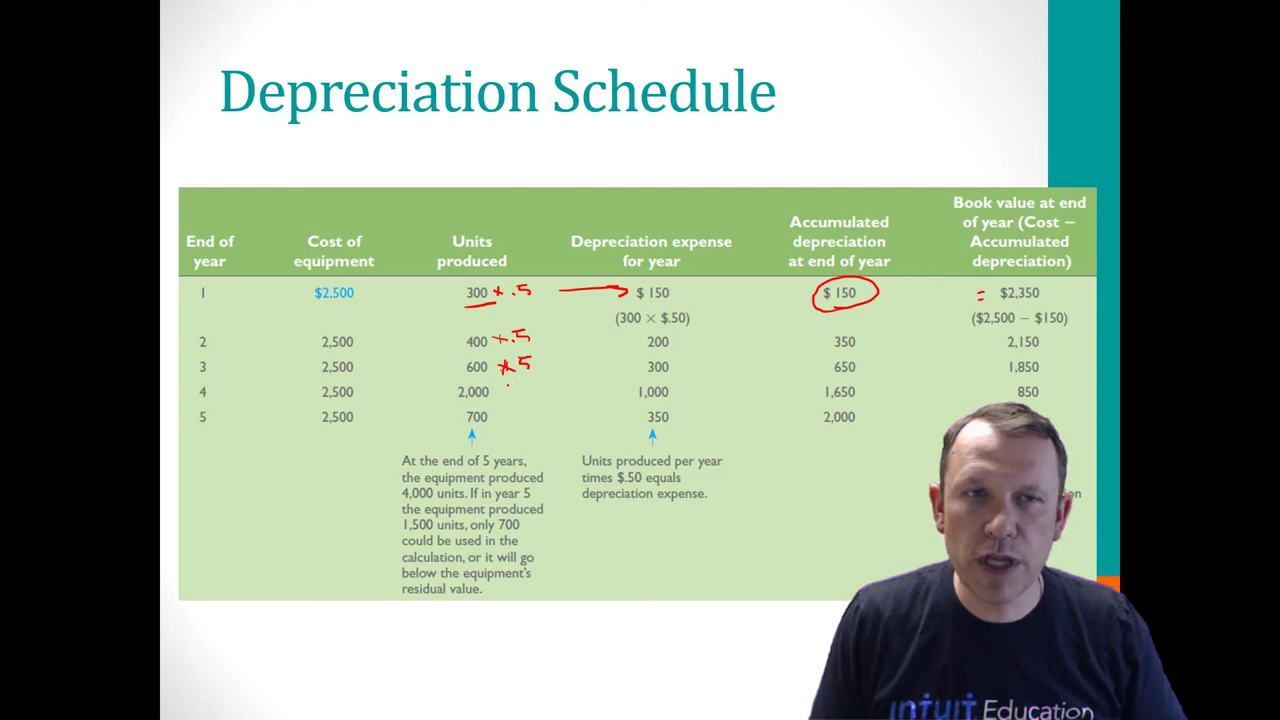 Depreciation Schedule
End of year
Cost of equipment
Units produced
Depreciation expense for year
Accumulated depreciation at end of year
Book value at end of year (Cost − Accumulated depreciation)
1 $2,500 300 × .5 $ 150 $ 150 = $2,350
(300 × $.50) ($2,500 − $150)
2 2,500 400 × .5 200 350 2,150
3 2,500 600 × 5 300 650 1,850
4 2,500 2,000 1,000 1,650 850
5 2,500 700 350 2,000
At the end of 5 years,
the equipment produced
4,000 units. If in year 5
the equipment produced
1,500 units, only 700
could be used in the
calculation, or it will go
below the equipment's
residual value.
Units produced per year
times $.50 equals
depreciation expense.
intuit Education